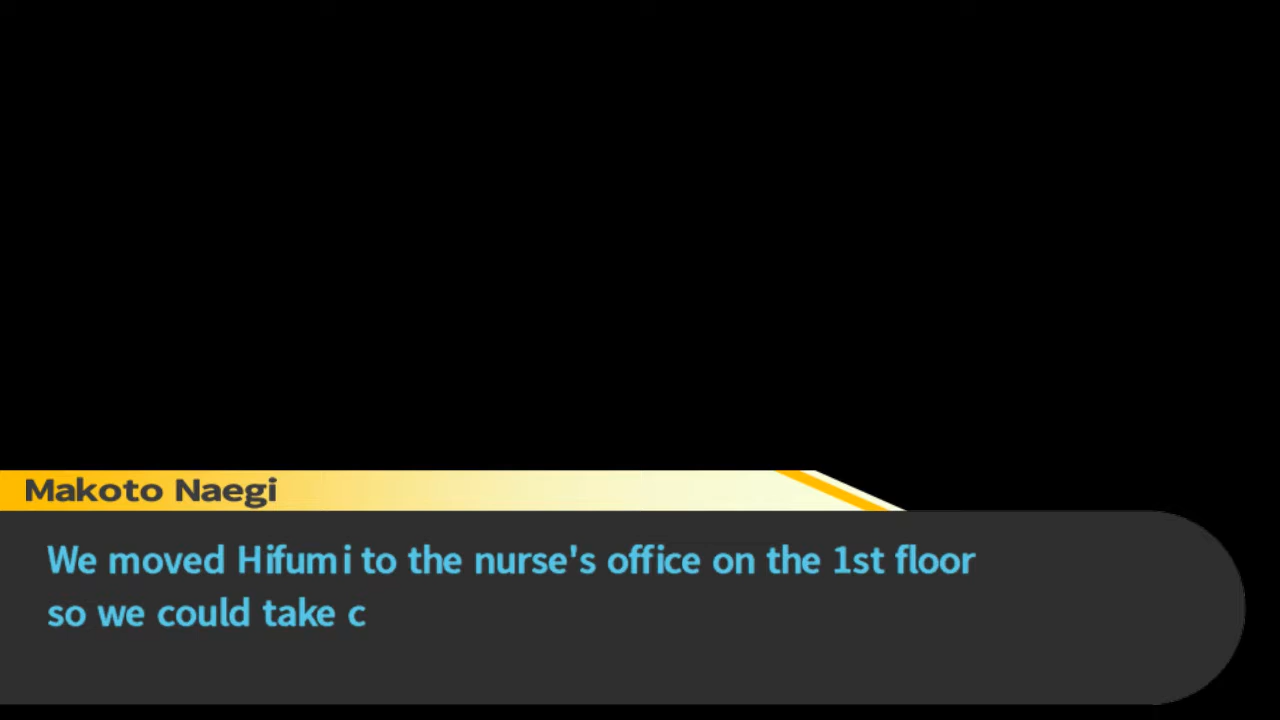 Makoto Naegi
We moved Hifumi to the nurse's office on the 1st floor
so we could take c